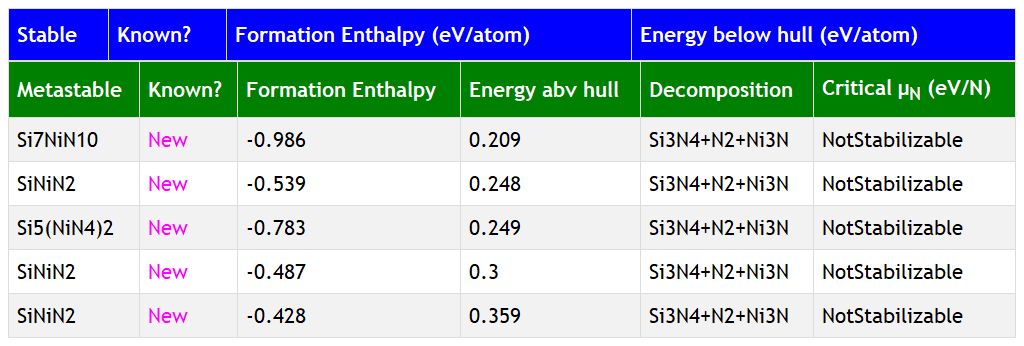 Stable Known? Formation Enthalpy (eV/atom) Energy below hull (eV/atom)
Metastable Known? Formation Enthalpy Energy abv hull Decomposition Critical μN (eV/N)
Si7NiN10 New -0.986 0.209 Si3N4+N2+Ni3N NotStabilizable
SiNiN2 New -0.539 0.248 Si3N4+N2+Ni3N NotStabilizable
Si5(NiN4)2 New -0.783 0.249 Si3N4+N2+Ni3N NotStabilizable
SiNiN2 New -0.487 0.3 Si3N4+N2+Ni3N NotStabilizable
SiNiN2 New -0.428 0.359 Si3N4+N2+Ni3N NotStabilizable